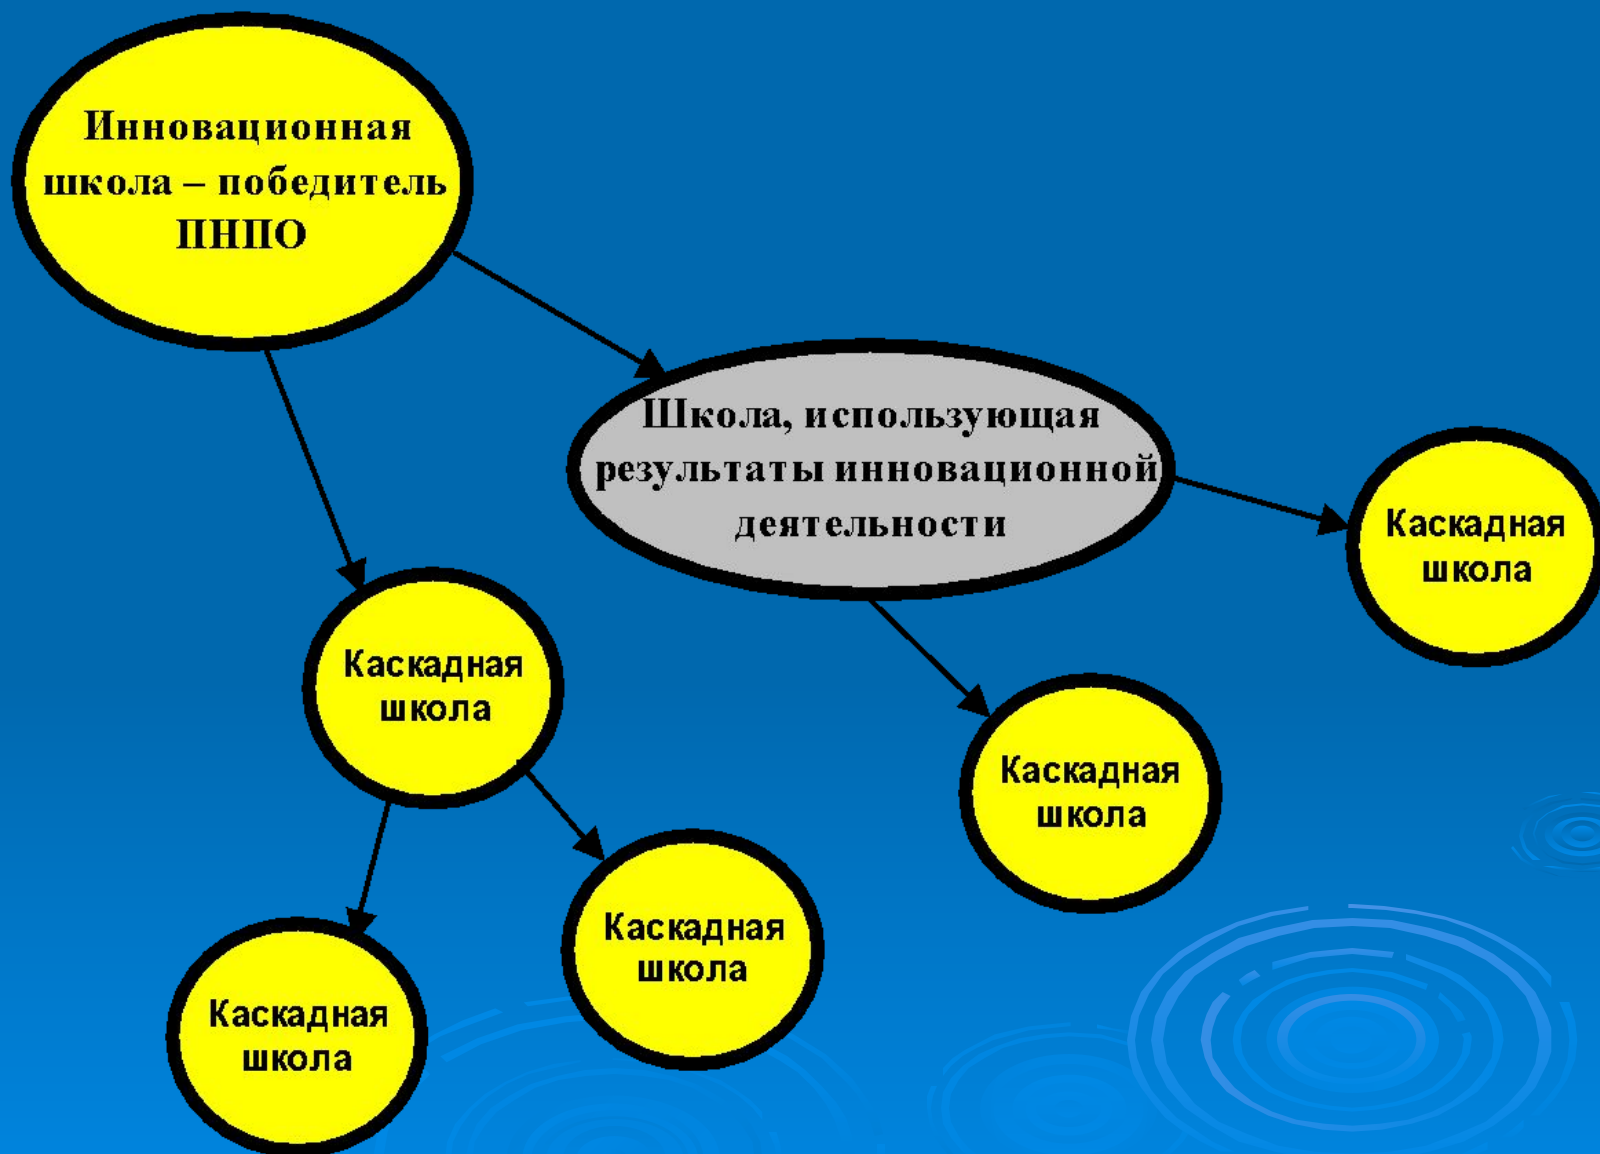 Инновационная
школа – победитель
ПНПО
Школа, использующая
результаты инновационной
деятельности
Каскадная
школа
Каскадная
школа
Каскадная
школа
Каскадная
школа
Каскадная
школа